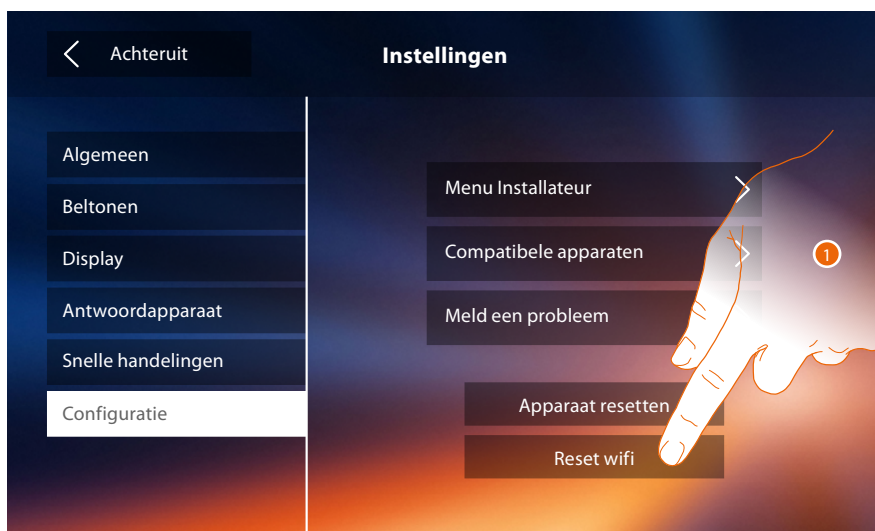 Achteruit
Instellingen
Algemeen
Beltonen
Display
Antwoordapparaat
Snelle handelingen
Configuratie
Menu Installateur
Compatibele apparaten
Meld een probleem
Apparaat resetten
Reset wifi
1